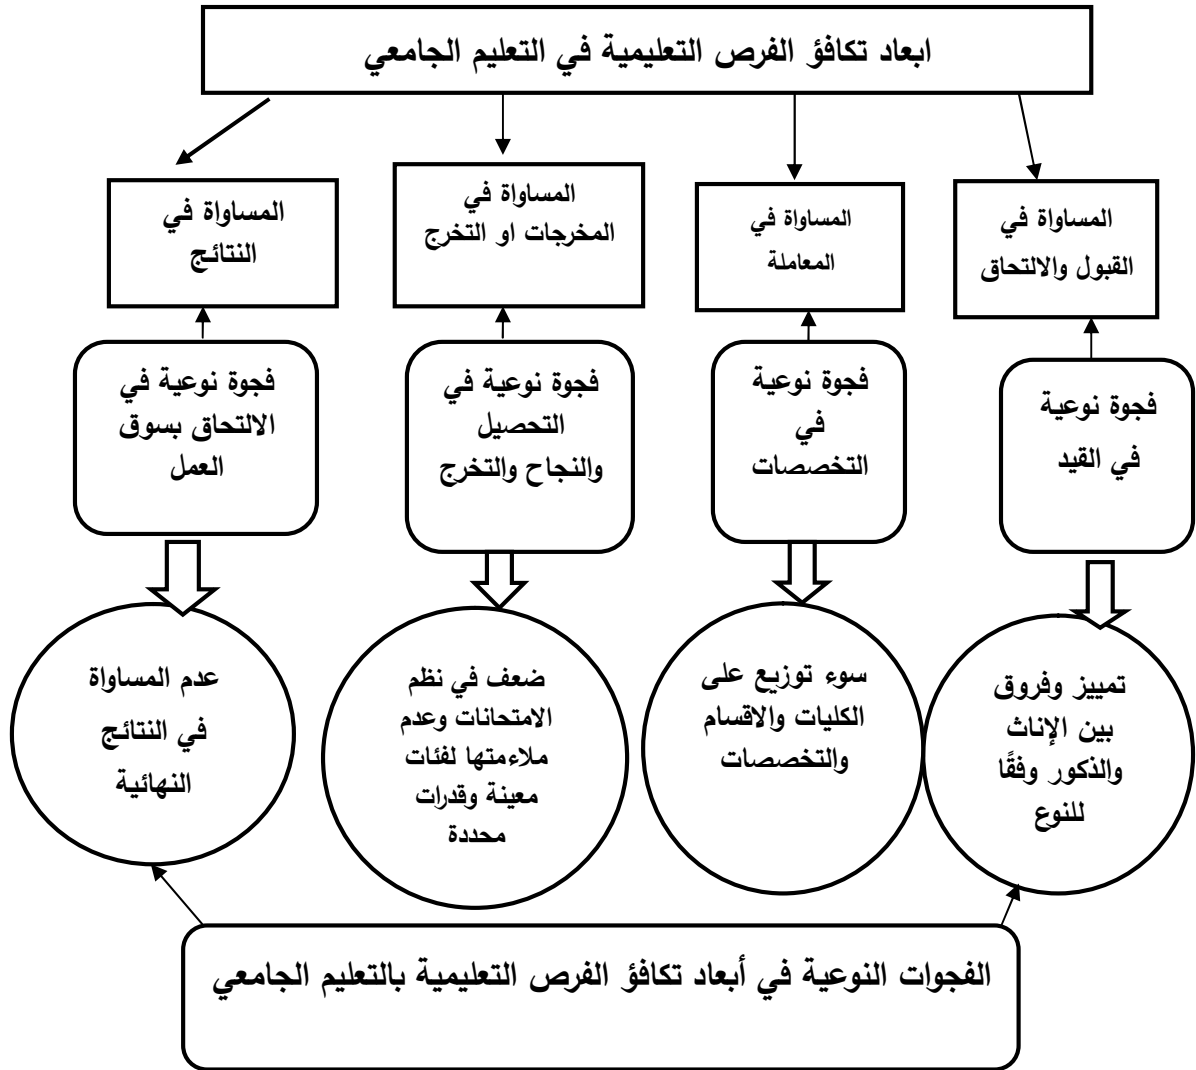 ابعاد تكافؤ الفرص التعليمية في التعليم الجامعي
المساواة في
القبول والالتحاق
المساواة في
المعاملة
المساواة في
المخرجات او التخرج
المساواة في
النتائج
فجوة نوعية
في القيد
فجوة نوعية
في
التخصصات
فجوة نوعية في
التحصيل
والنجاح والتخرج
فجوة نوعية في
الالتحاق بسوق
العمل
تمييز وفروق
بين الإناث
والذكور وفقًا
للنوع
سوء توزيع على
الكليات والاقسام
والتخصصات
ضعف في نظم
الامتحانات وعدم
ملاءمتها لفئات
معينة وقدرات
محددة
عدم المساواة
في النتائج
النهائية
الفجوات النوعية في أبعاد تكافؤ الفرص التعليمية بالتعليم الجامعي